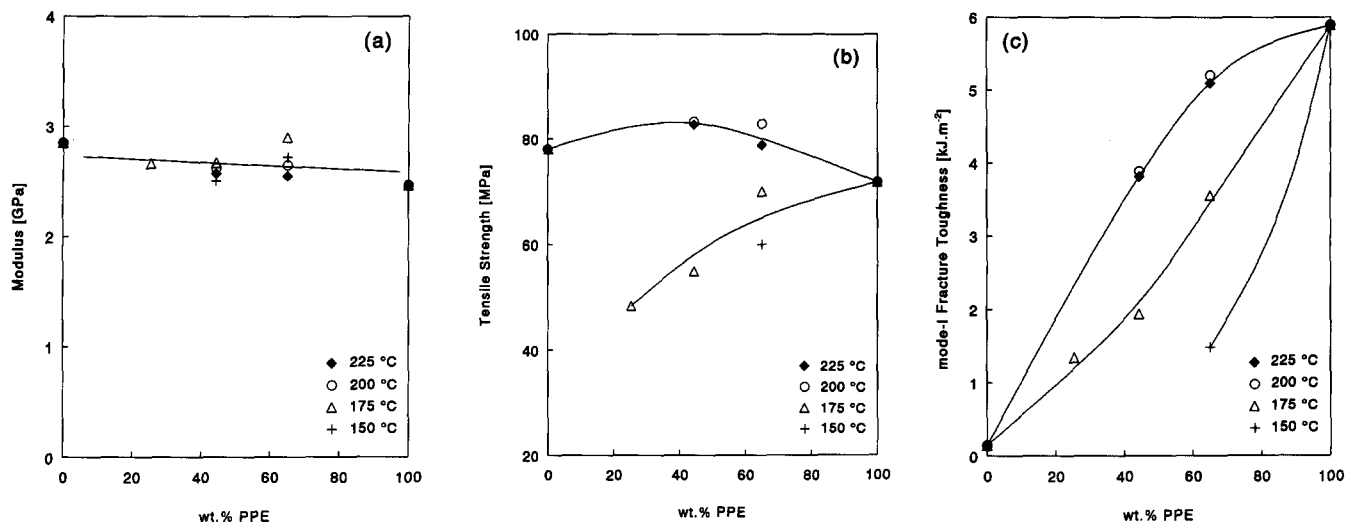 (a)
4
3
2
1
0
Modulus [GPa]
225 °C
200 °C
175 °C
150 °C
0 20 40 60 80 100
wt.% PPE
(b)
100
80
60
40
20
Tensile Strength [MPa]
225 °C
200 °C
175 °C
150 °C
0 20 40 60 80 100
wt.% PPE
(c)
6
5
4
3
2
1
0
mode-I Fracture Toughness [kJ.m⁻²]
225 °C
200 °C
175 °C
150 °C
0 20 40 60 80 100
wt.% PPE